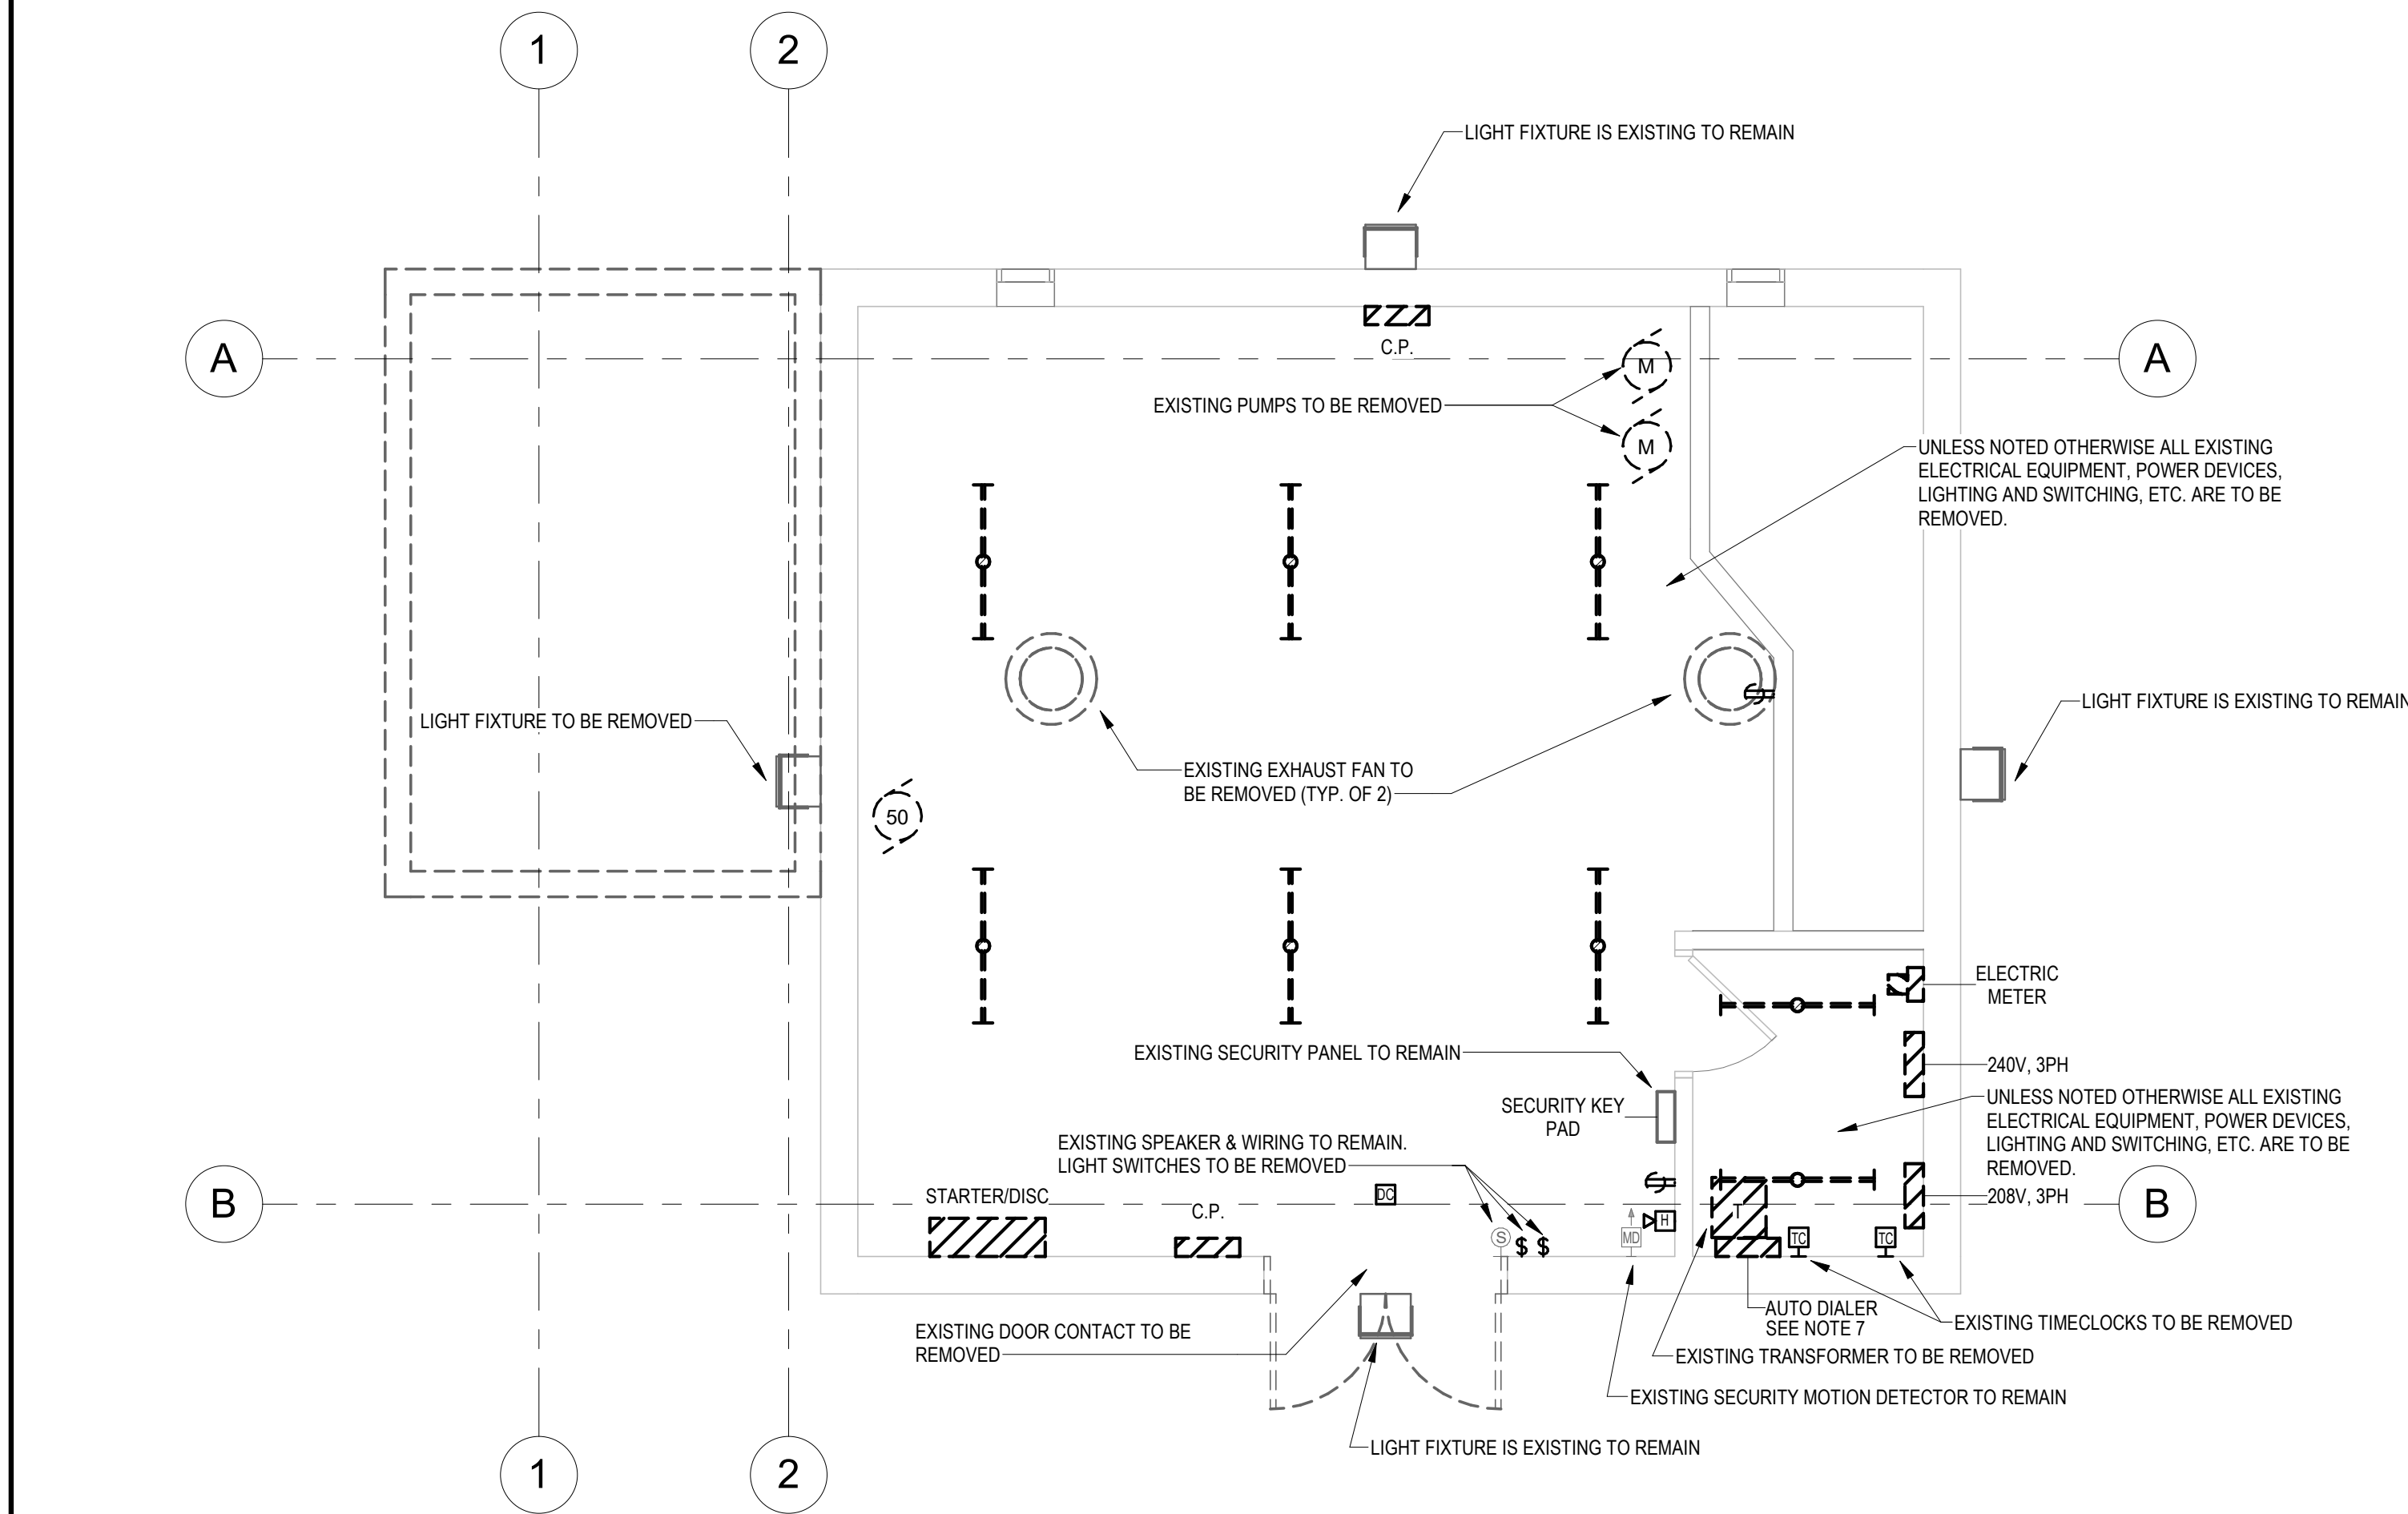 1
2
LIGHT FIXTURE IS EXISTING TO REMAIN
A
C.P.
M
A
EXISTING PUMPS TO BE REMOVED
M
UNLESS NOTED OTHERWISE ALL EXISTING
ELECTRICAL EQUIPMENT, POWER DEVICES,
LIGHTING AND SWITCHING, ETC. ARE TO BE
REMOVED.
LIGHT FIXTURE TO BE REMOVED
LIGHT FIXTURE IS EXISTING TO REMAIN
EXISTING EXHAUST FAN TO
BE REMOVED (TYP. OF 2)
50
ELECTRIC
METER
EXISTING SECURITY PANEL TO REMAIN
240V, 3PH
SECURITY KEY
PAD
UNLESS NOTED OTHERWISE ALL EXISTING
ELECTRICAL EQUIPMENT, POWER DEVICES,
LIGHTING AND SWITCHING, ETC. ARE TO BE
REMOVED.
EXISTING SPEAKER & WIRING TO REMAIN.
LIGHT SWITCHES TO BE REMOVED
B
STARTER/DISC
DC
C.P.
208V, 3PH
B
S
$ $
MD
H
T
TC
TC
AUTO DIALER
SEE NOTE 7
EXISTING TIMECLOCKS TO BE REMOVED
EXISTING DOOR CONTACT TO BE
REMOVED
EXISTING TRANSFORMER TO BE REMOVED
EXISTING SECURITY MOTION DETECTOR TO REMAIN
LIGHT FIXTURE IS EXISTING TO REMAIN
1
2